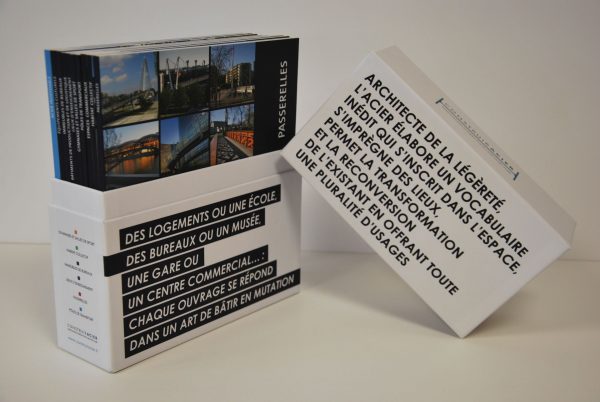 PASSERELLES
DES LOGEMENTS OU UNE ÉCOLE,
DES BUREAUX OU UN MUSÉE,
UNE GARE OU
UN CENTRE COMMERCIAL... :
CHAQUE OUVRAGE SE RÉPOND
DANS UN ART DE BÂTIR EN MUTATION
ARCHITECTE DE LA LÉGÈRETÉ
L'ACIER ÉLABORE UN VOCABULAIRE
INÉDIT QUI S'INSCRIT DANS L'ESPACE,
S'IMPRÈGNE DES LIEUX,
PERMET LA TRANSFORMATION
ET LA RECONVERSION
DE L'EXISTANT EN OFFRANT TOUTE
UNE PLURALITÉ D'USAGES